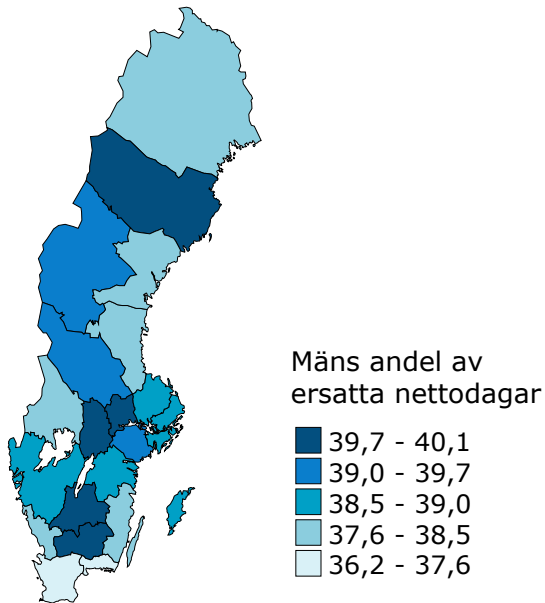 Mäns andel av
ersatta nettodagar
39,7 - 40,1
39,0 - 39,7
38,5 - 39,0
37,6 - 38,5
36,2 - 37,6